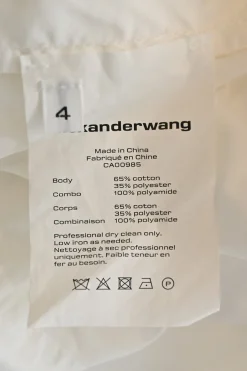 4
xanderwang
Made in China
Fabriqué en Chine
CA00985
Body 65% cotton
35% polyester
Combo 100% polyamide
Corps 65% coton
35% polyester
Combinaison 100% polyamide
Professional dry clean only.
Low iron as needed.
Nettoyage à sec professionnel
uniquement. Faible teneur en
fer au besoin.